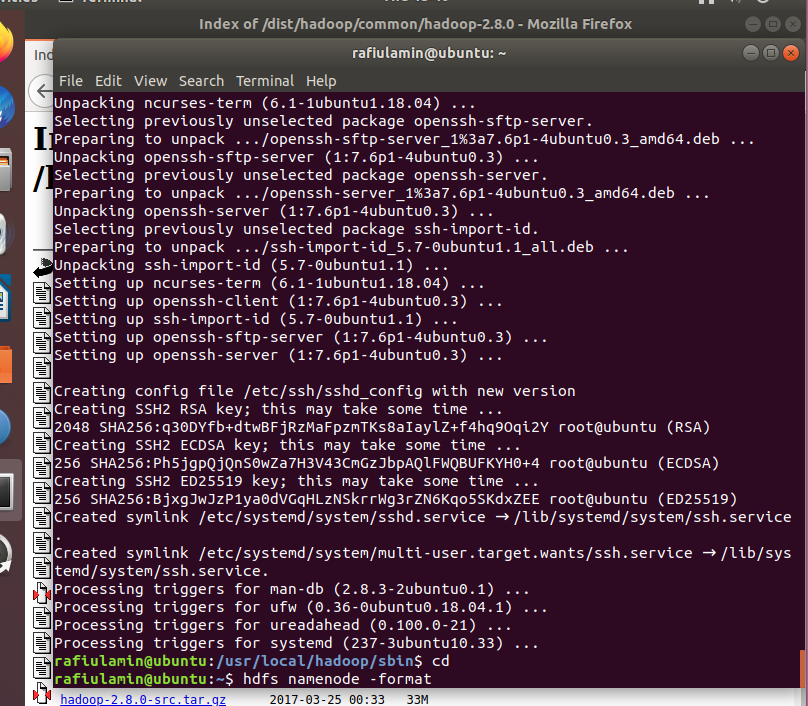 Index of /dist/hadoop/common/hadoop-2.8.0 - Mozilla Firefox
rafiulamin@ubuntu: ~
File Edit View Search Terminal Help
Unpacking ncurses-term (6.1-1ubuntu1.18.04) ...
Selecting previously unselected package openssh-sftp-server.
Preparing to unpack .../openssh-sftp-server_1%3a7.6p1-4ubuntu0.3_amd64.deb ...
Unpacking openssh-sftp-server (1:7.6p1-4ubuntu0.3) ...
Selecting previously unselected package openssh-server.
Preparing to unpack .../openssh-server_1%3a7.6p1-4ubuntu0.3_amd64.deb ...
Unpacking openssh-server (1:7.6p1-4ubuntu0.3) ...
Selecting previously unselected package ssh-import-id.
Preparing to unpack .../ssh-import-id_5.7-0ubuntu1.1_all.deb ...
Unpacking ssh-import-id (5.7-0ubuntu1.1) ...
Setting up ncurses-term (6.1-1ubuntu1.18.04) ...
Setting up openssh-client (1:7.6p1-4ubuntu0.3) ...
Setting up ssh-import-id (5.7-0ubuntu1.1) ...
Setting up openssh-sftp-server (1:7.6p1-4ubuntu0.3) ...
Setting up openssh-server (1:7.6p1-4ubuntu0.3) ...
Creating config file /etc/ssh/sshd_config with new version
Creating SSH2 RSA key; this may take some time ...
2048 SHA256:q30DYfb+dtwBFjRzMaFpzmTKs8aIaylZ+f4hq9Oqi2Y root@ubuntu (RSA)
Creating SSH2 ECDSA key; this may take some time ...
256 SHA256:Ph5jgpQjQnS0wZa7H3V43CmGzJbpAQlFWQBUFKYH0+4 root@ubuntu (ECDSA)
Creating SSH2 ED25519 key; this may take some time ...
256 SHA256:BjxgJwJzP1ya0dVGqHLzNSkrrWg3rZN6Kqo5SKdxZEE root@ubuntu (ED25519)
Created symlink /etc/systemd/system/sshd.service → /lib/systemd/system/ssh.service
.
Created symlink /etc/systemd/system/multi-user.target.wants/ssh.service → /lib/sys
temd/system/ssh.service.
Processing triggers for man-db (2.8.3-2ubuntu0.1) ...
Processing triggers for ufw (0.36-0ubuntu0.18.04.1) ...
Processing triggers for ureadahead (0.100.0-21) ...
Processing triggers for systemd (237-3ubuntu10.33) ...
rafiulamin@ubuntu:/usr/local/hadoop/sbin$ cd
rafiulamin@ubuntu:~$ hdfs namenode -format
hadoop-2.8.0-src.tar.gz 2017-03-25 00:33 33M